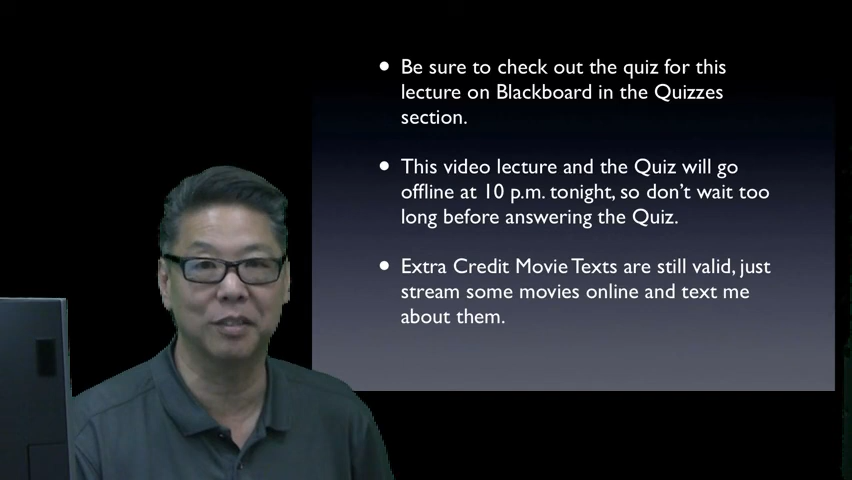 • Be sure to check out the quiz for this
lecture on Blackboard in the Quizzes
section.
• This video lecture and the Quiz will go
offline at 10 p.m. tonight, so don't wait too
long before answering the Quiz.
• Extra Credit Movie Texts are still valid, just
stream some movies online and text me
about them.